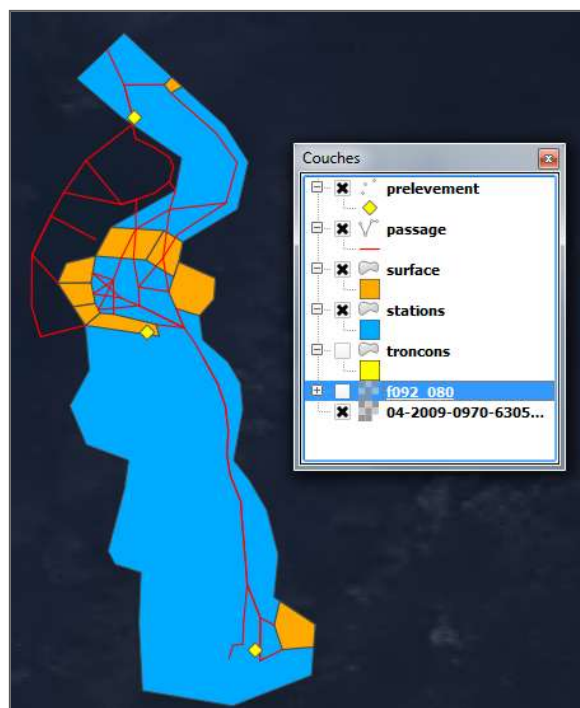 Couches
prelevement
passage
surface
stations
troncons
f092_080
04-2009-0970-6305...